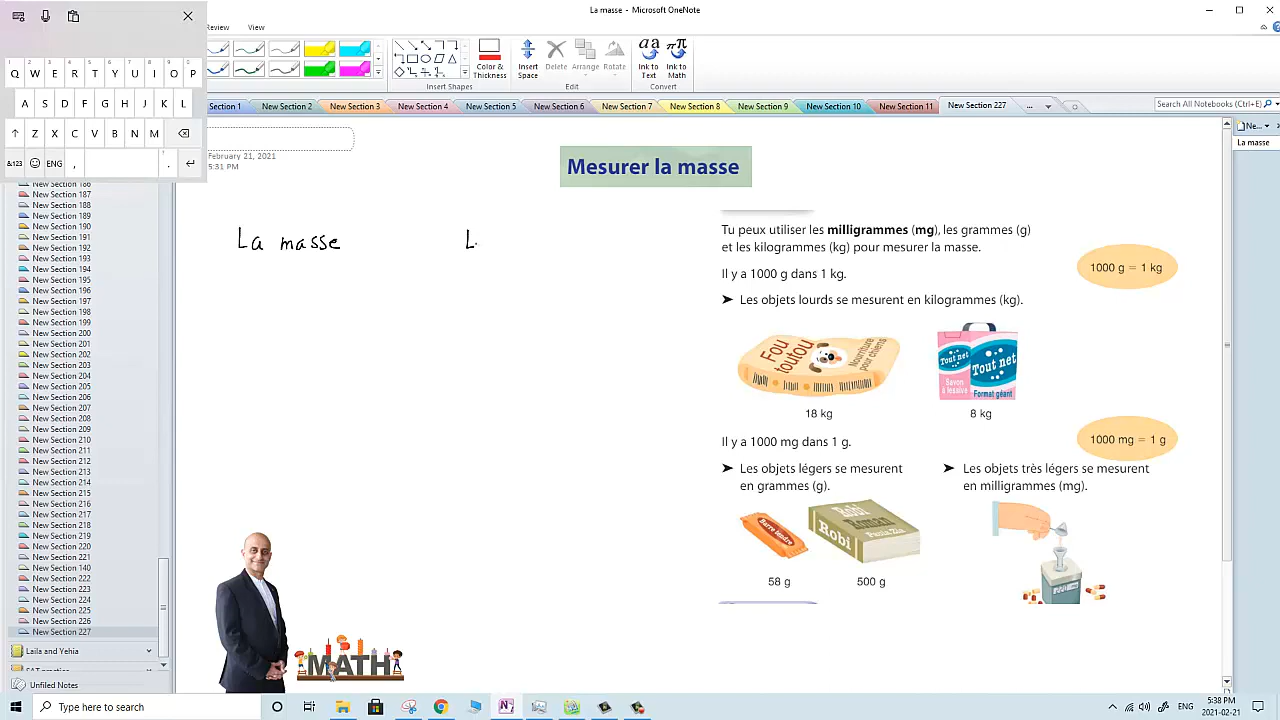 La masse - Microsoft OneNote
Review View
Color & Thickness
Insert Space
Delete
Arrange
Rotate
Ink to Text
Ink to Math
Insert Shapes
Edit
Convert
Section 1
New Section 2
New Section 3
New Section 4
New Section 5
New Section 6
New Section 7
New Section 8
New Section 9
New Section 10
New Section 11
New Section 227
...
Search All Notebooks (Ctrl+E)
Ne...
La masse
Q W E R T Y U I O P
A S D F G H J K L
Z X C V B N M
&123 ENG , .
February 21, 2021
5:31 PM
Mesurer la masse
La masse
L
Tu peux utiliser les milligrammes (mg), les grammes (g)
et les kilogrammes (kg) pour mesurer la masse.
1000 g = 1 kg
Il y a 1000 g dans 1 kg.
➤ Les objets lourds se mesurent en kilogrammes (kg).
Fou toutou
Nourriture pour chiens
Tout net
Tout net
Savon à lessive
Format géant
18 kg
8 kg
Il y a 1000 mg dans 1 g.
1000 mg = 1 g
➤ Les objets légers se mesurent
en grammes (g).
➤ Les objets très légers se mesurent
en milligrammes (mg).
Barre tendre
Robi
Robi
58 g
500 g
MATH
New Section 186
New Section 187
New Section 188
New Section 189
New Section 190
New Section 191
New Section 192
New Section 193
New Section 194
New Section 195
New Section 196
New Section 197
New Section 198
New Section 199
New Section 200
New Section 201
New Section 202
New Section 203
New Section 204
New Section 205
New Section 206
New Section 207
New Section 208
New Section 209
New Section 210
New Section 211
New Section 212
New Section 213
New Section 214
New Section 215
New Section 216
New Section 217
New Section 218
New Section 219
New Section 220
New Section 221
New Section 140
New Section 222
New Section 223
New Section 224
New Section 225
New Section 226
New Section 227
Laila and Yehia
SAT practice
Unfiled Notes
Type here to search
5:38 PM
2021-02-21